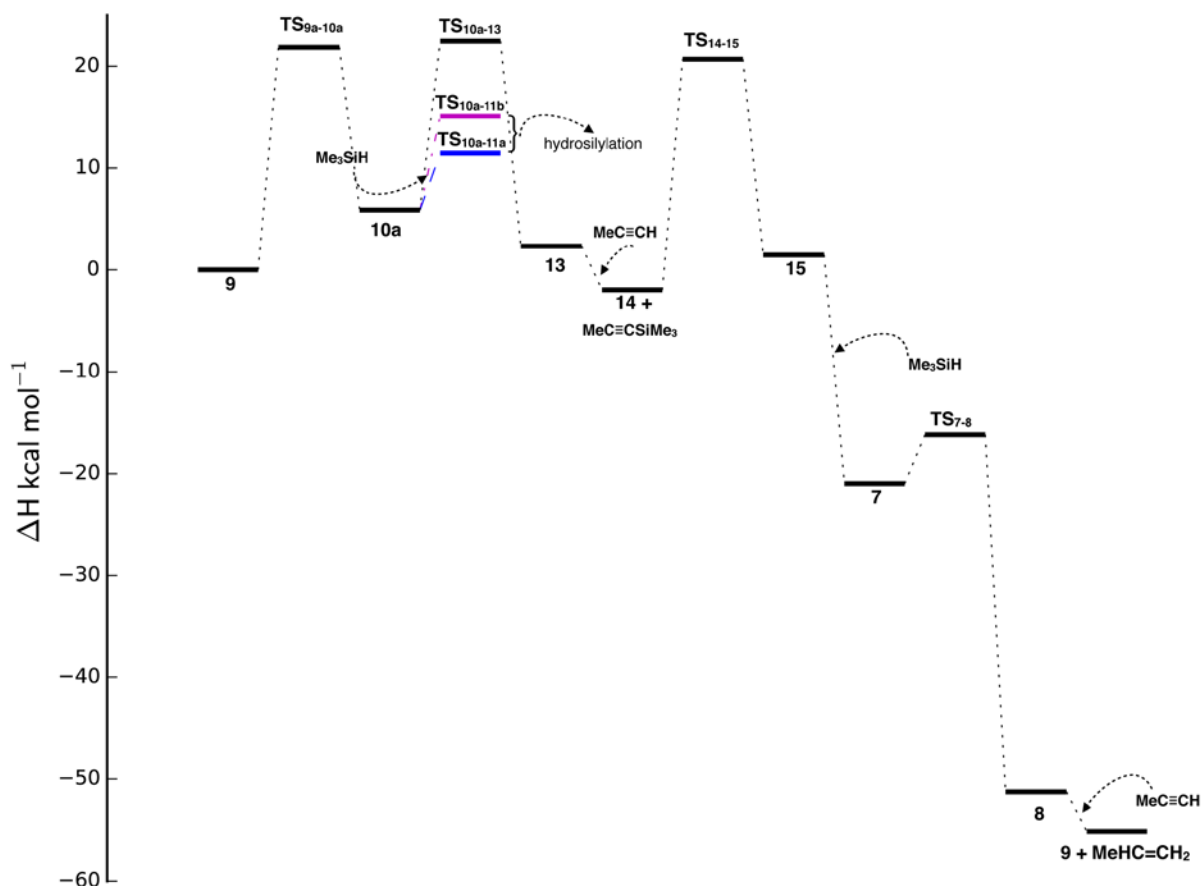 TS9a-10a
TS10a-13
TS14-15
20
TS10a-11b
hydrosilylation
TS10a-11a
Me₃SiH
10
10a
MeC≡CH
0
9
13
15
14 +
MeC≡CSiMe₃
Me₃SiH
−10
TS7-8
−20
7
−30
−40
−50
MeC≡CH
8
9 + MeHC=CH₂
−60
ΔH kcal mol⁻¹